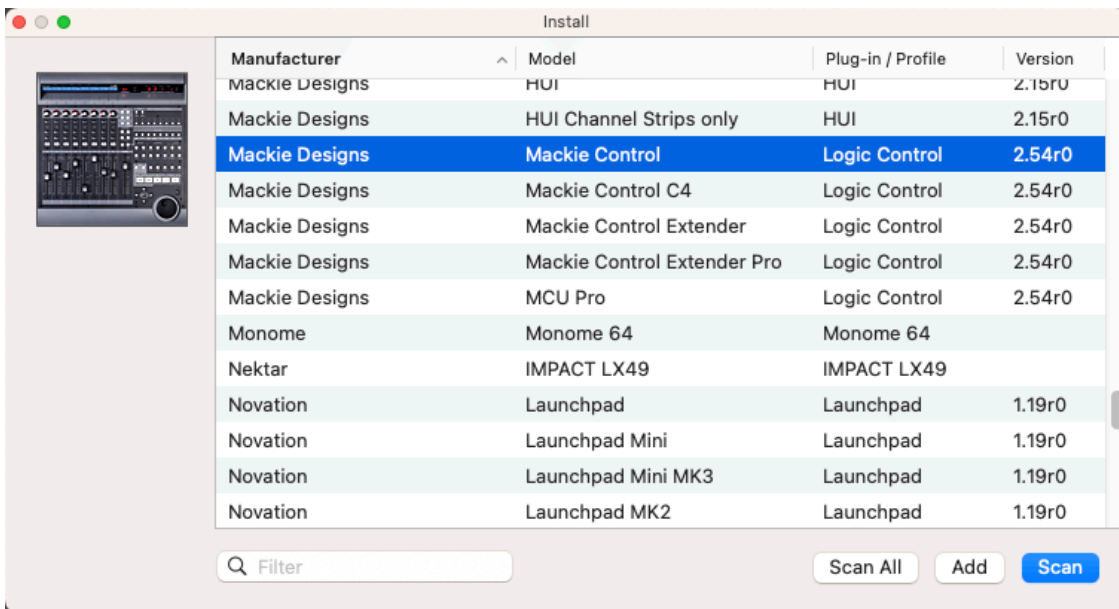 Install
Manufacturer Model Plug-in / Profile Version
Mackie Designs HUI HUI 2.15r0
Mackie Designs HUI Channel Strips only HUI 2.15r0
Mackie Designs Mackie Control Logic Control 2.54r0
Mackie Designs Mackie Control C4 Logic Control 2.54r0
Mackie Designs Mackie Control Extender Logic Control 2.54r0
Mackie Designs Mackie Control Extender Pro Logic Control 2.54r0
Mackie Designs MCU Pro Logic Control 2.54r0
Monome Monome 64 Monome 64
Nektar IMPACT LX49 IMPACT LX49
Novation Launchpad Launchpad 1.19r0
Novation Launchpad Mini Launchpad 1.19r0
Novation Launchpad Mini MK3 Launchpad 1.19r0
Novation Launchpad MK2 Launchpad 1.19r0
Filter Scan All Add Scan